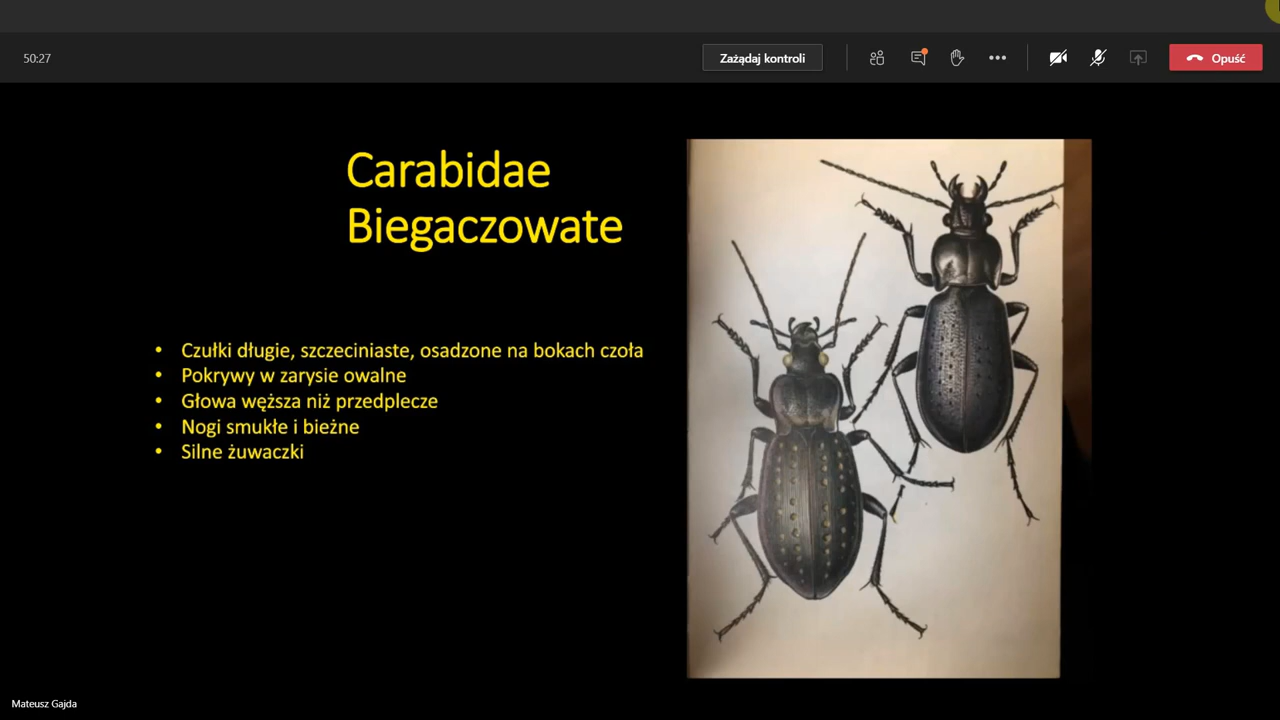 50:27
Zażądaj kontroli
Opuść
Carabidae
Biegaczowate
• Czułki długie, szczeciniaste, osadzone na bokach czoła
• Pokrywy w zarysie owalne
• Głowa węższa niż przedplecze
• Nogi smukłe i bieżne
• Silne żuwaczki
Mateusz Gajda